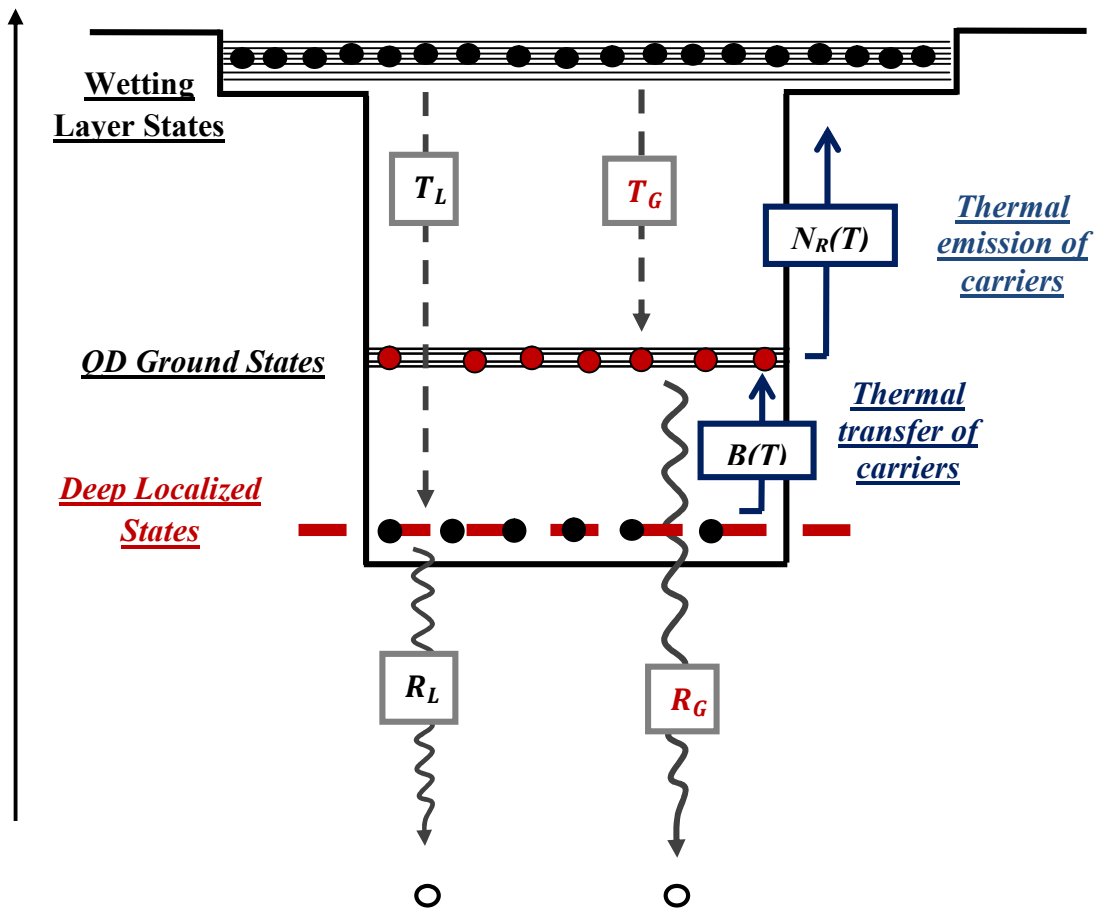 Wetting
Layer States
T_L
T_G
N_R(T)
Thermal
emission of
carriers
QD Ground States
Thermal
transfer of
carriers
B(T)
Deep Localized
States
R_L
R_G